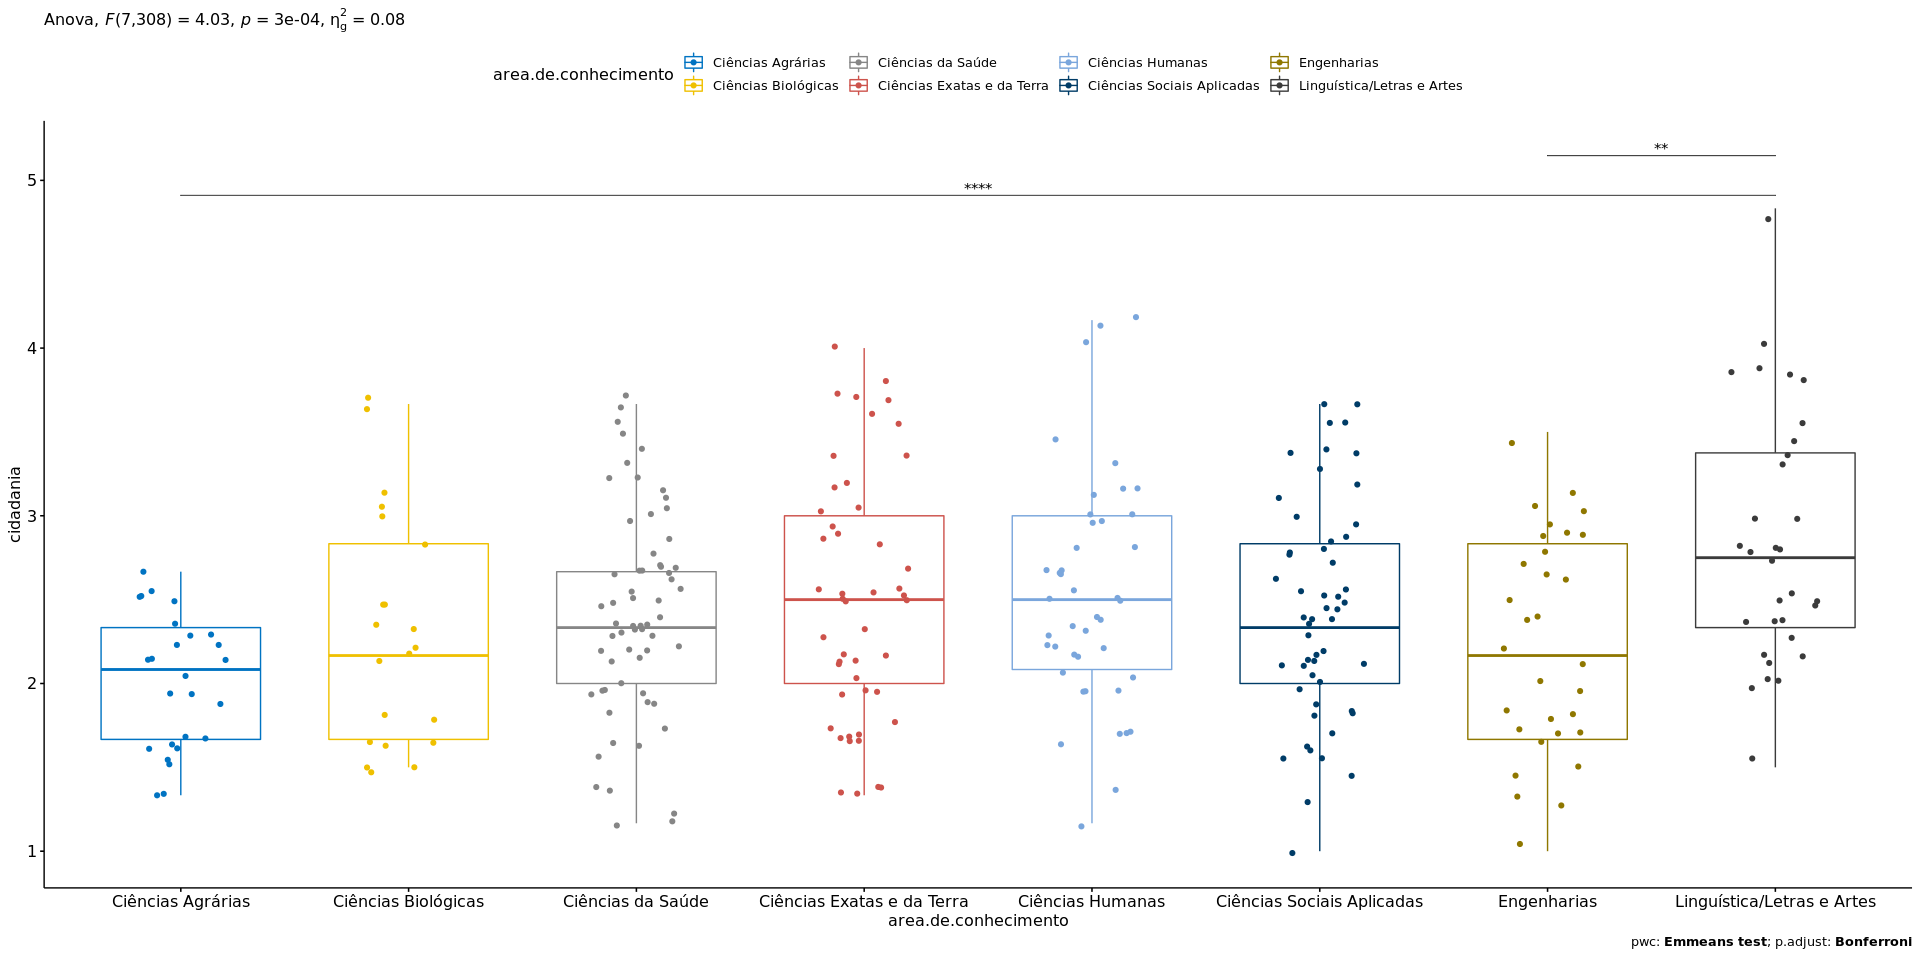 Anova, F(7,308) = 4.03, p = 3e-04, η²g = 0.08
area.de.conhecimento
Ciências Agrárias Ciências da Saúde Ciências Humanas Engenharias
Ciências Biológicas Ciências Exatas e da Terra Ciências Sociais Aplicadas Linguística/Letras e Artes
**
****
5
4
3
2
1
cidadania
Ciências Agrárias Ciências Biológicas Ciências da Saúde Ciências Exatas e da Terra Ciências Humanas Ciências Sociais Aplicadas Engenharias Linguística/Letras e Artes
area.de.conhecimento
pwc: Emmeans test; p.adjust: Bonferroni